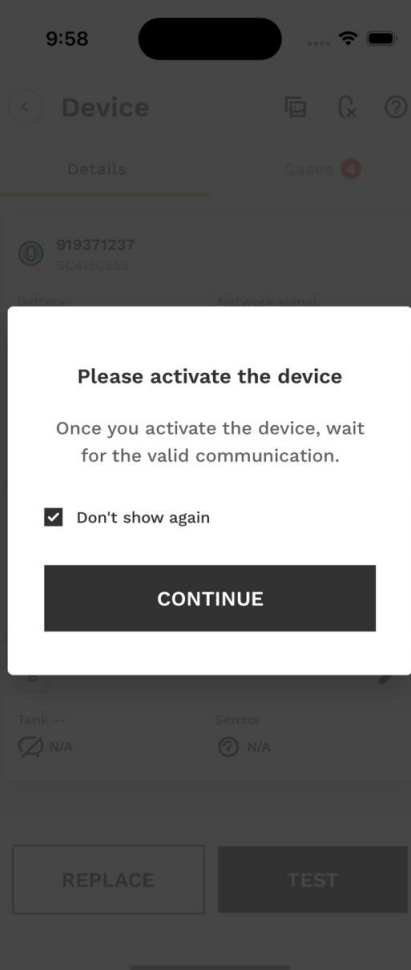 9:58
Device
Details
Cases 4
919371237
SC415C656
Battery
Network signal
Please activate the device
Once you activate the device, wait
for the valid communication.
Don't show again
CONTINUE
B
Tank --
Sensor
N/A
N/A
REPLACE
TEST